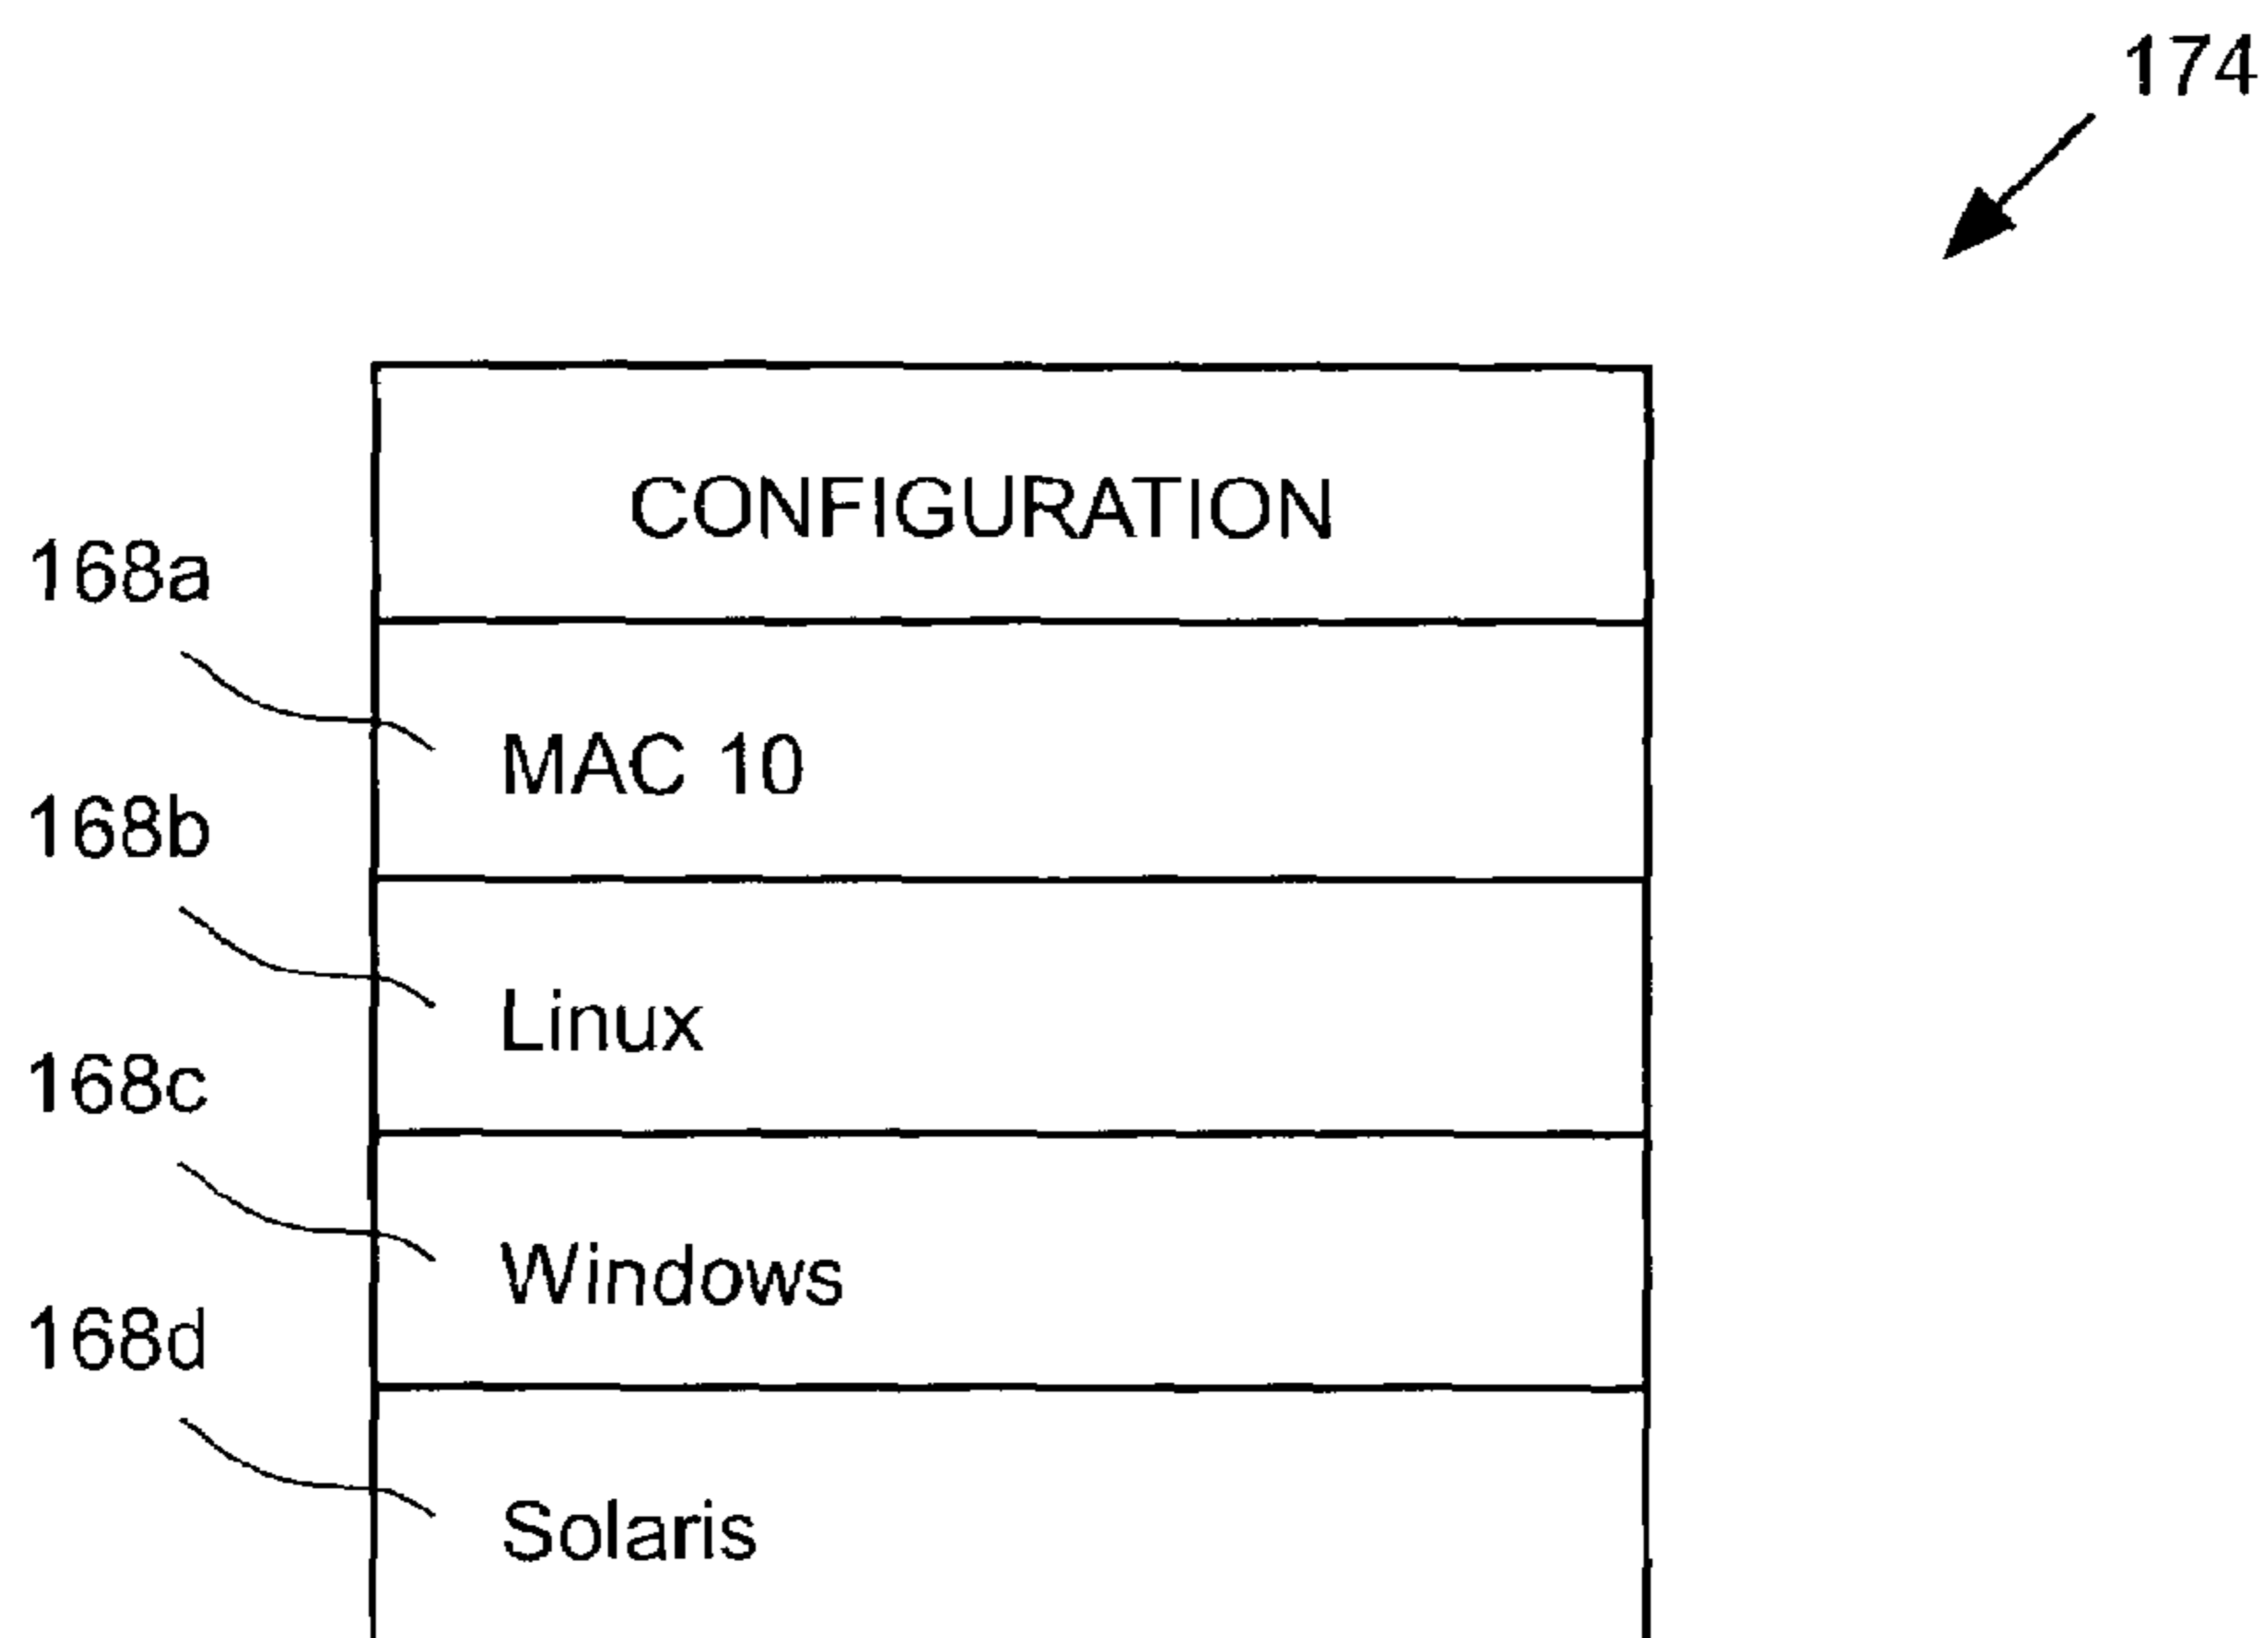 174
CONFIGURATION
168a
MAC 10
168b
Linux
168c
Windows
168d
Solaris